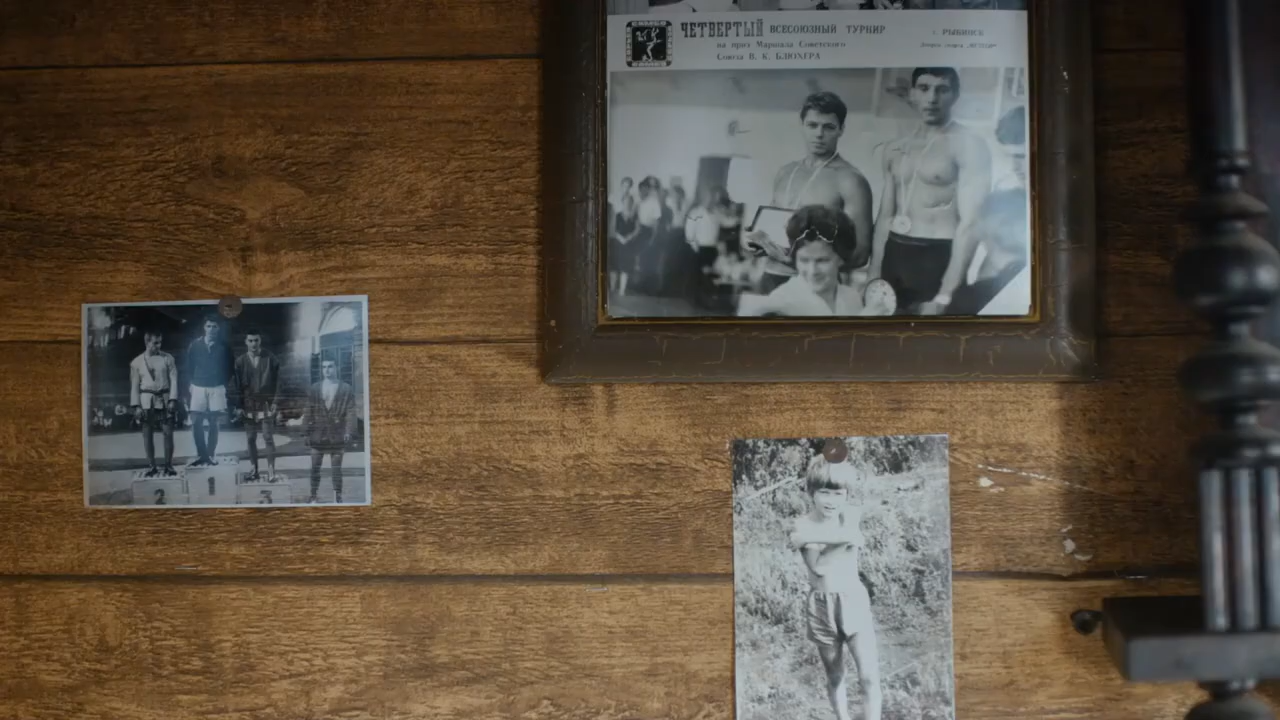 ЧЕТВЕРТЫЙ ВСЕСОЮЗНЫЙ ТУРНИР
на приз Маршала Советского
Союза В. К. БЛЮХЕРА
г. РЫБИНСК
2
1
3